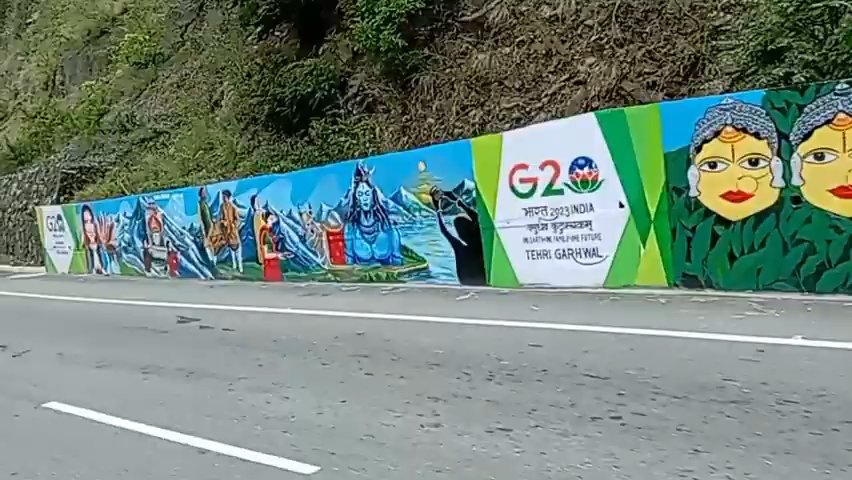 G20
G20
भारत 2023 INDIA
वसुधैव कुटुम्बकम्
ONE EARTH • ONE FAMILY • ONE FUTURE
TEHRI GARHWAL